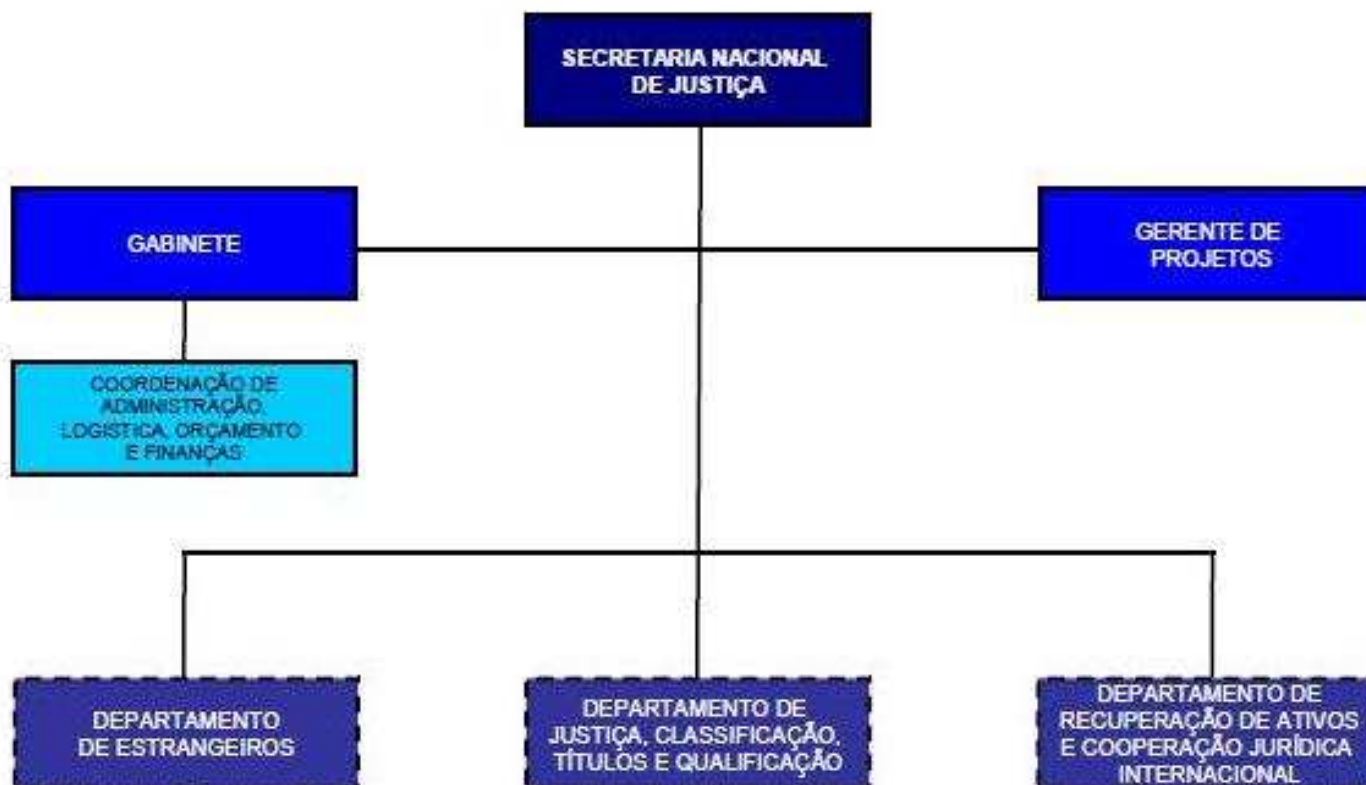 SECRETARIA NACIONAL
DE JUSTIÇA
GABINETE
GERENTE DE
PROJETOS
COORDENAÇÃO DE
ADMINISTRAÇÃO,
LOGÍSTICA, ORÇAMENTO
E FINANÇAS
DEPARTAMENTO
DE ESTRANGEIROS
DEPARTAMENTO DE
JUSTIÇA, CLASSIFICAÇÃO,
TÍTULOS E QUALIFICAÇÃO
DEPARTAMENTO DE
RECUPERAÇÃO DE ATIVOS
E COOPERAÇÃO JURÍDICA
INTERNACIONAL